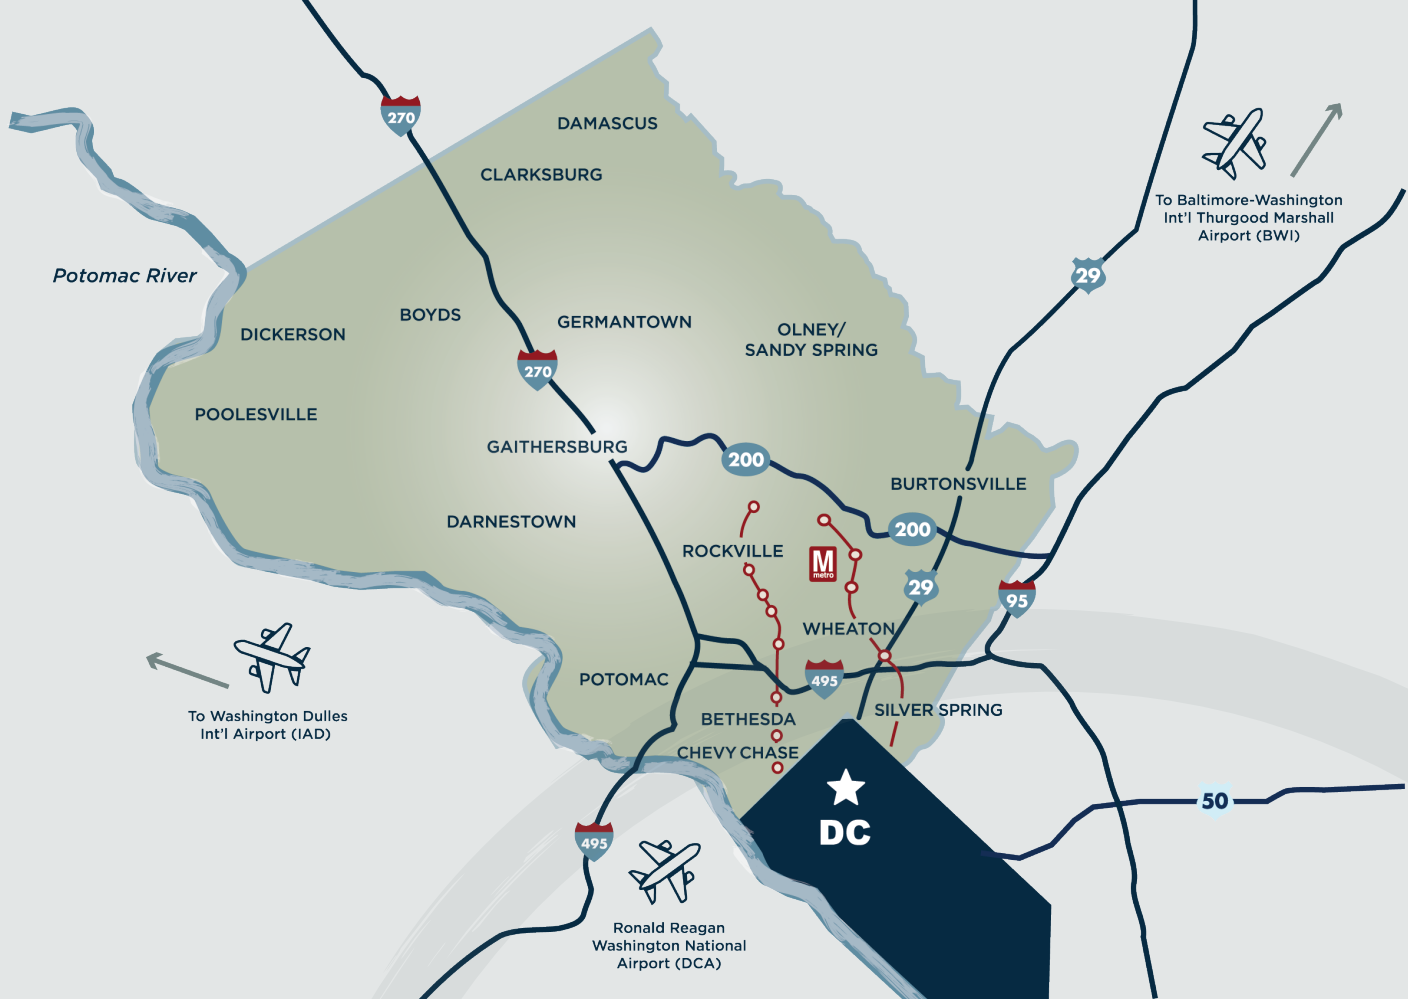 270
DAMASCUS
CLARKSBURG
To Baltimore-Washington
Int'l Thurgood Marshall
Airport (BWI)
Potomac River
29
BOYDS
GERMANTOWN
DICKERSON
OLNEY/
SANDY SPRING
270
POOLESVILLE
GAITHERSBURG
200
BURTONSVILLE
DARNESTOWN
200
ROCKVILLE
M
metro
29
95
WHEATON
POTOMAC
495
To Washington Dulles
Int'l Airport (IAD)
BETHESDA
SILVER SPRING
CHEVY CHASE
50
DC
495
Ronald Reagan
Washington National
Airport (DCA)